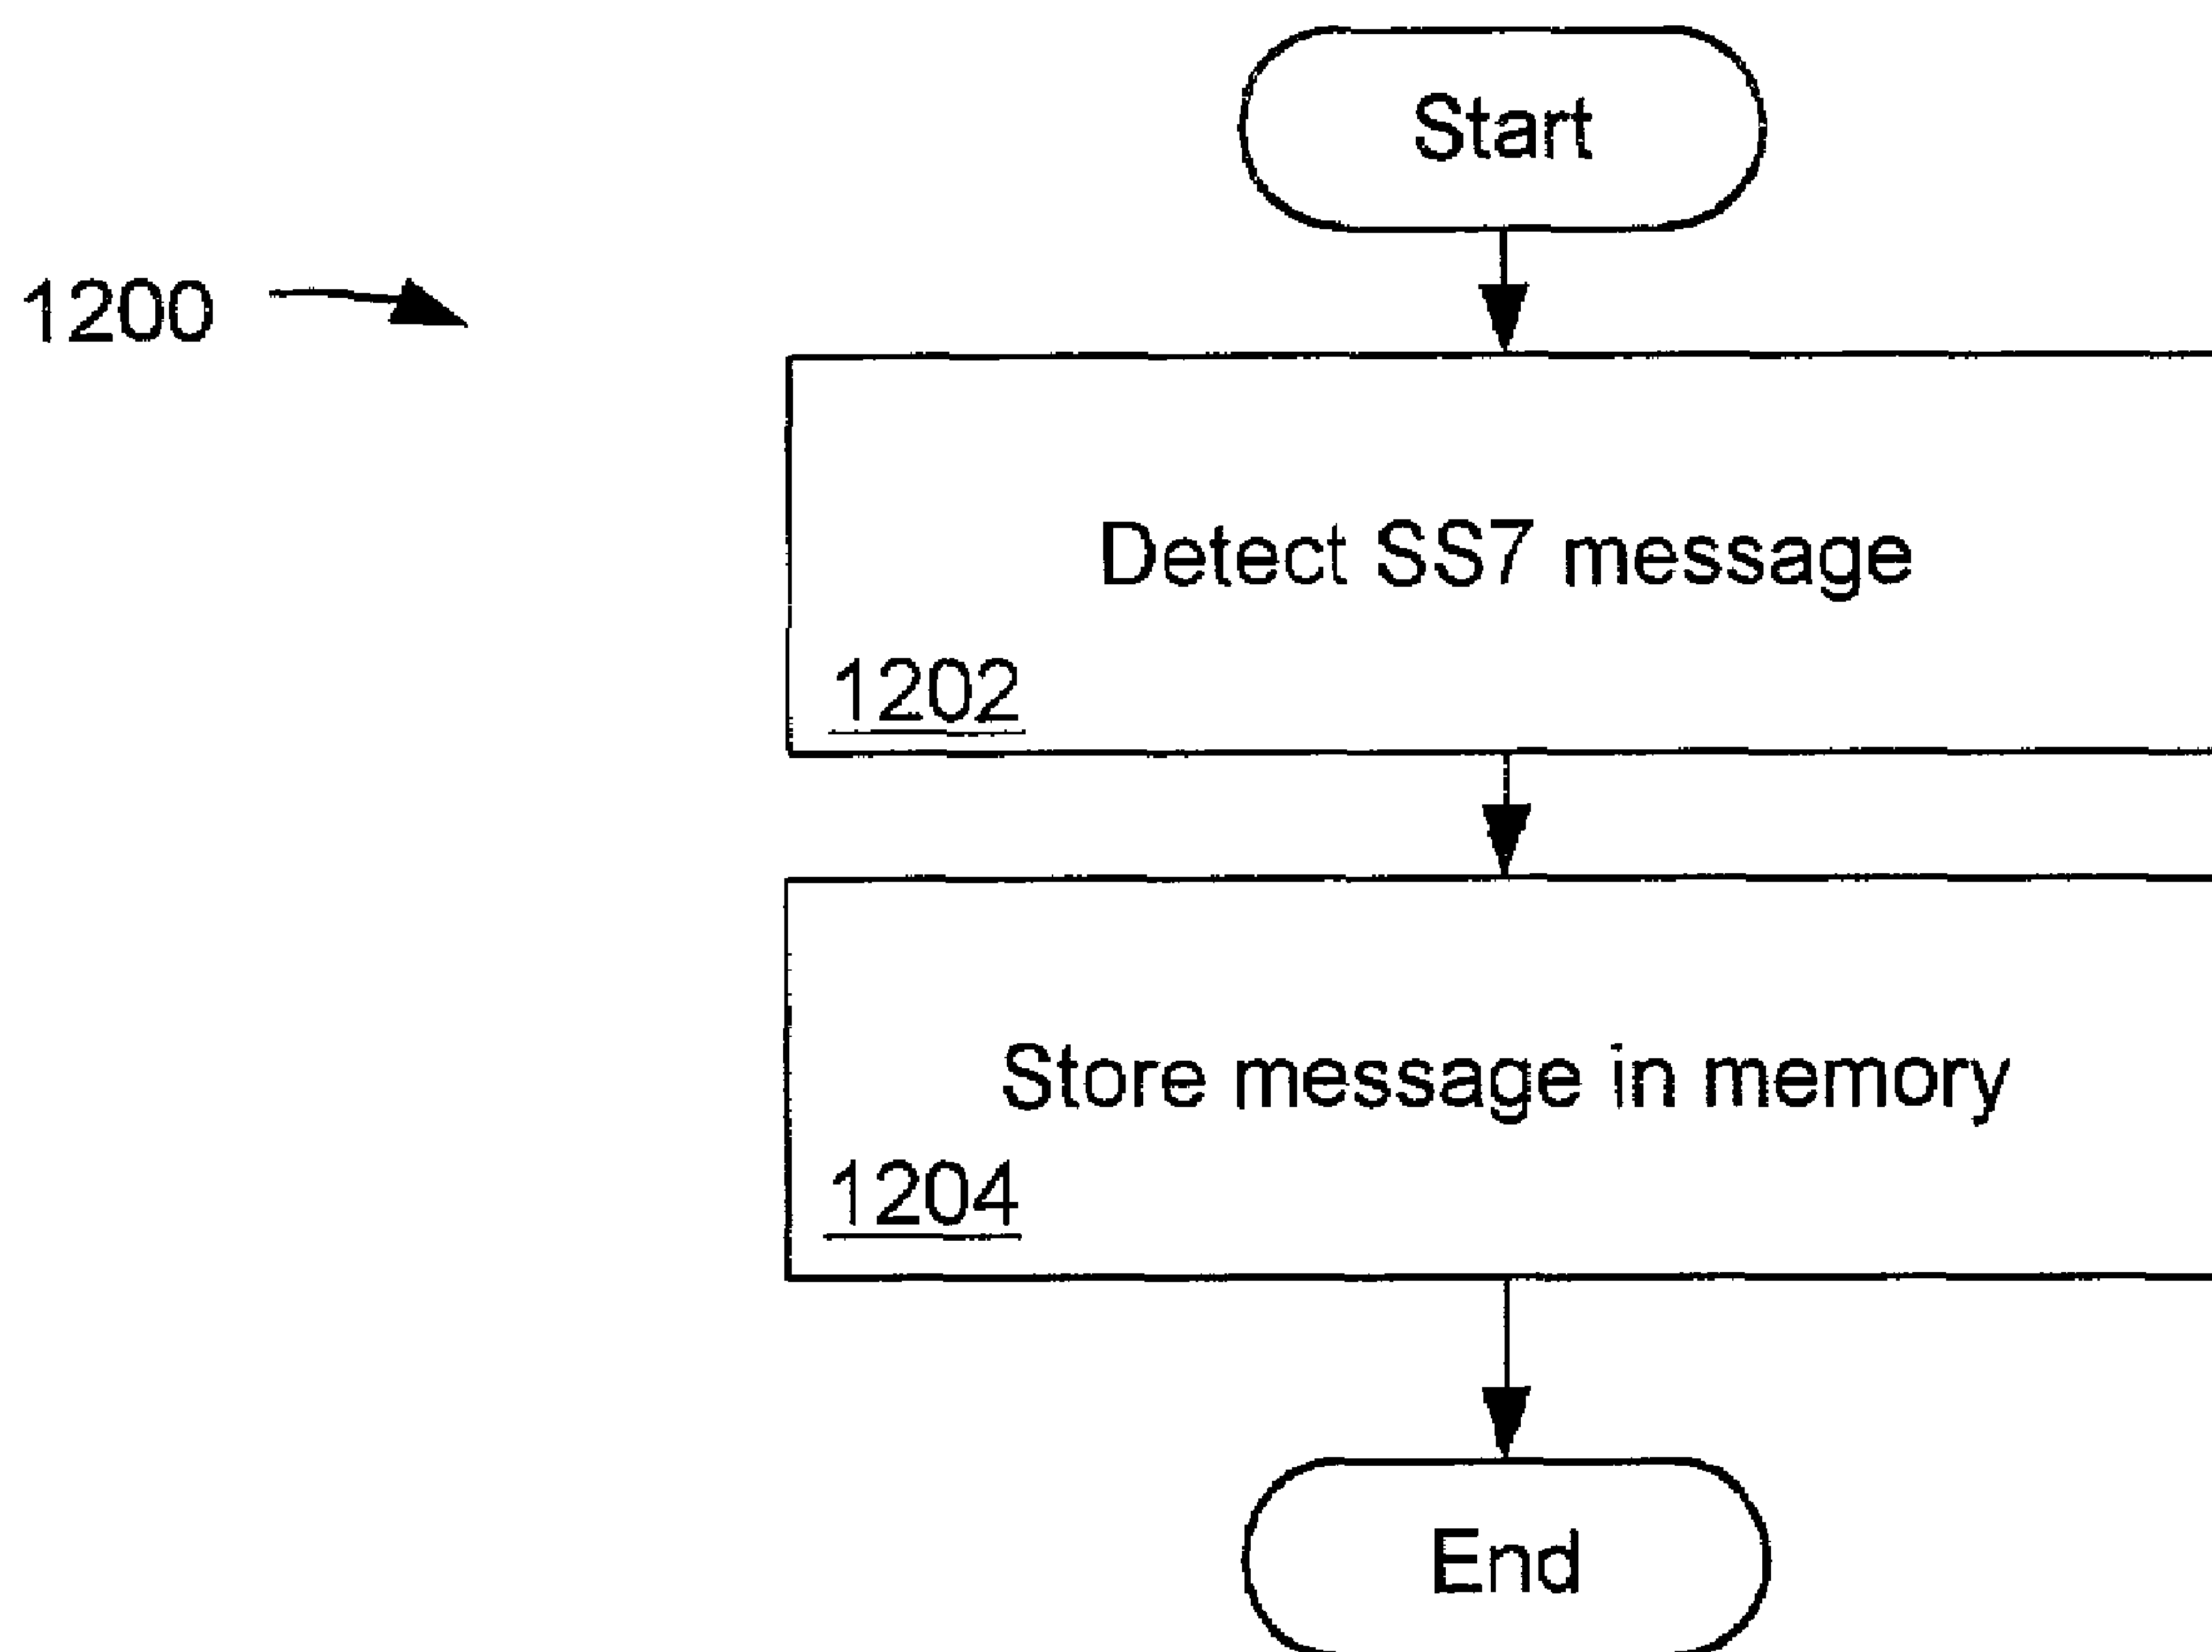 Start
1200
Detect SS7 message
1202
Store message in memory
1204
End